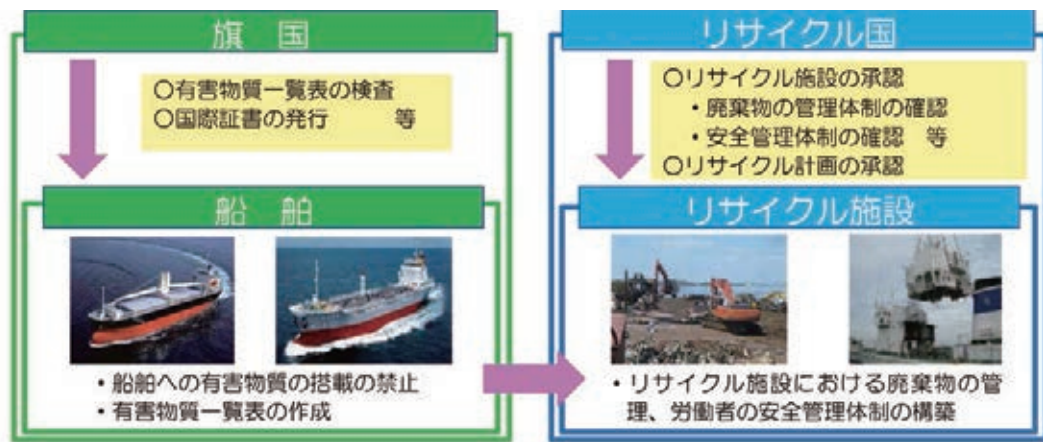 旗 国
○有害物質一覧表の検査
○国際証書の発行 等
船 舶
・船舶への有害物質の搭載の禁止
・有害物質一覧表の作成
リサイクル国
○リサイクル施設の承認
・廃棄物の管理体制の確認
・安全管理体制の確認 等
○リサイクル計画の承認
リサイクル施設
・リサイクル施設における廃棄物の管
理、労働者の安全管理体制の構築